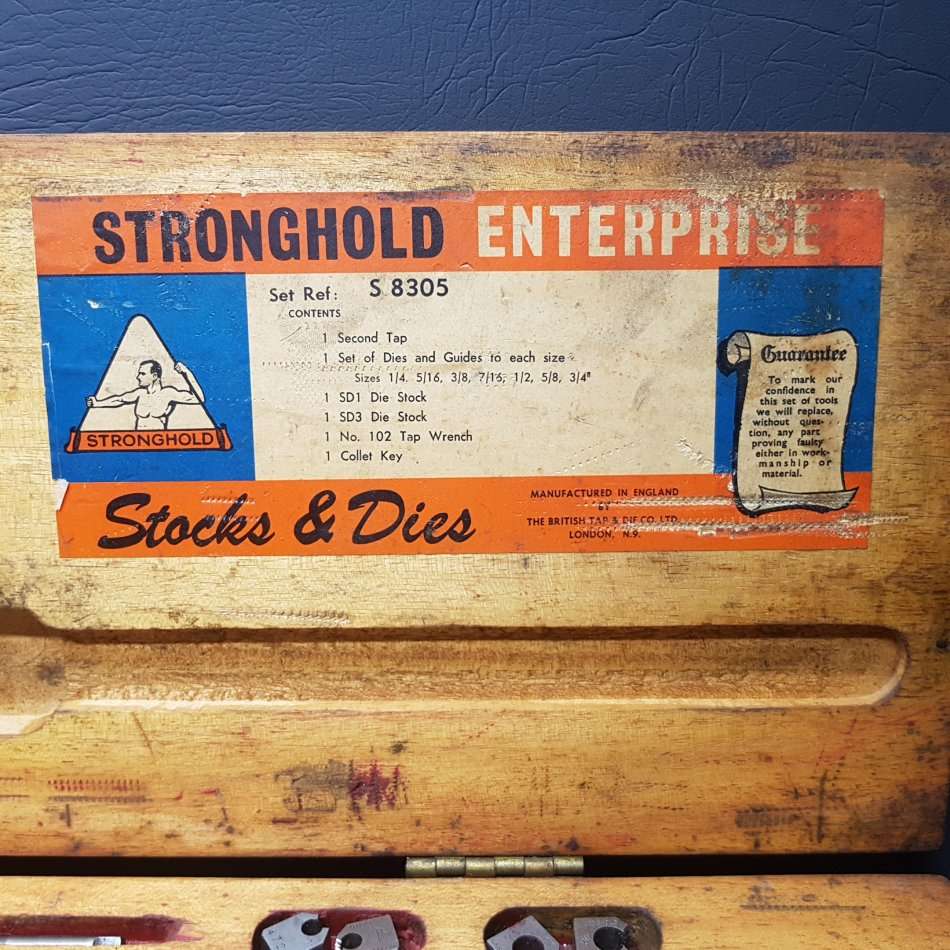 STRONGHOLD ENTERPRISE
Set Ref: S 8305
CONTENTS
1 Second Tap
1 Set of Dies and Guides to each size
Sizes 1/4. 5/16, 3/8, 7/16, 1/2, 5/8, 3/4"
1 SD1 Die Stock
1 SD3 Die Stock
1 No. 102 Tap Wrench
1 Collet Key
STRONGHOLD
Guarantee
To mark our
confidence in
this set of tools
we will replace,
without ques-
tion, any part
proving faulty
either in work-
manship or
material.
Stocks & Dies
MANUFACTURED IN ENGLAND
BY
THE BRITISH TAP & DIE CO. LTD.
LONDON, N.9.